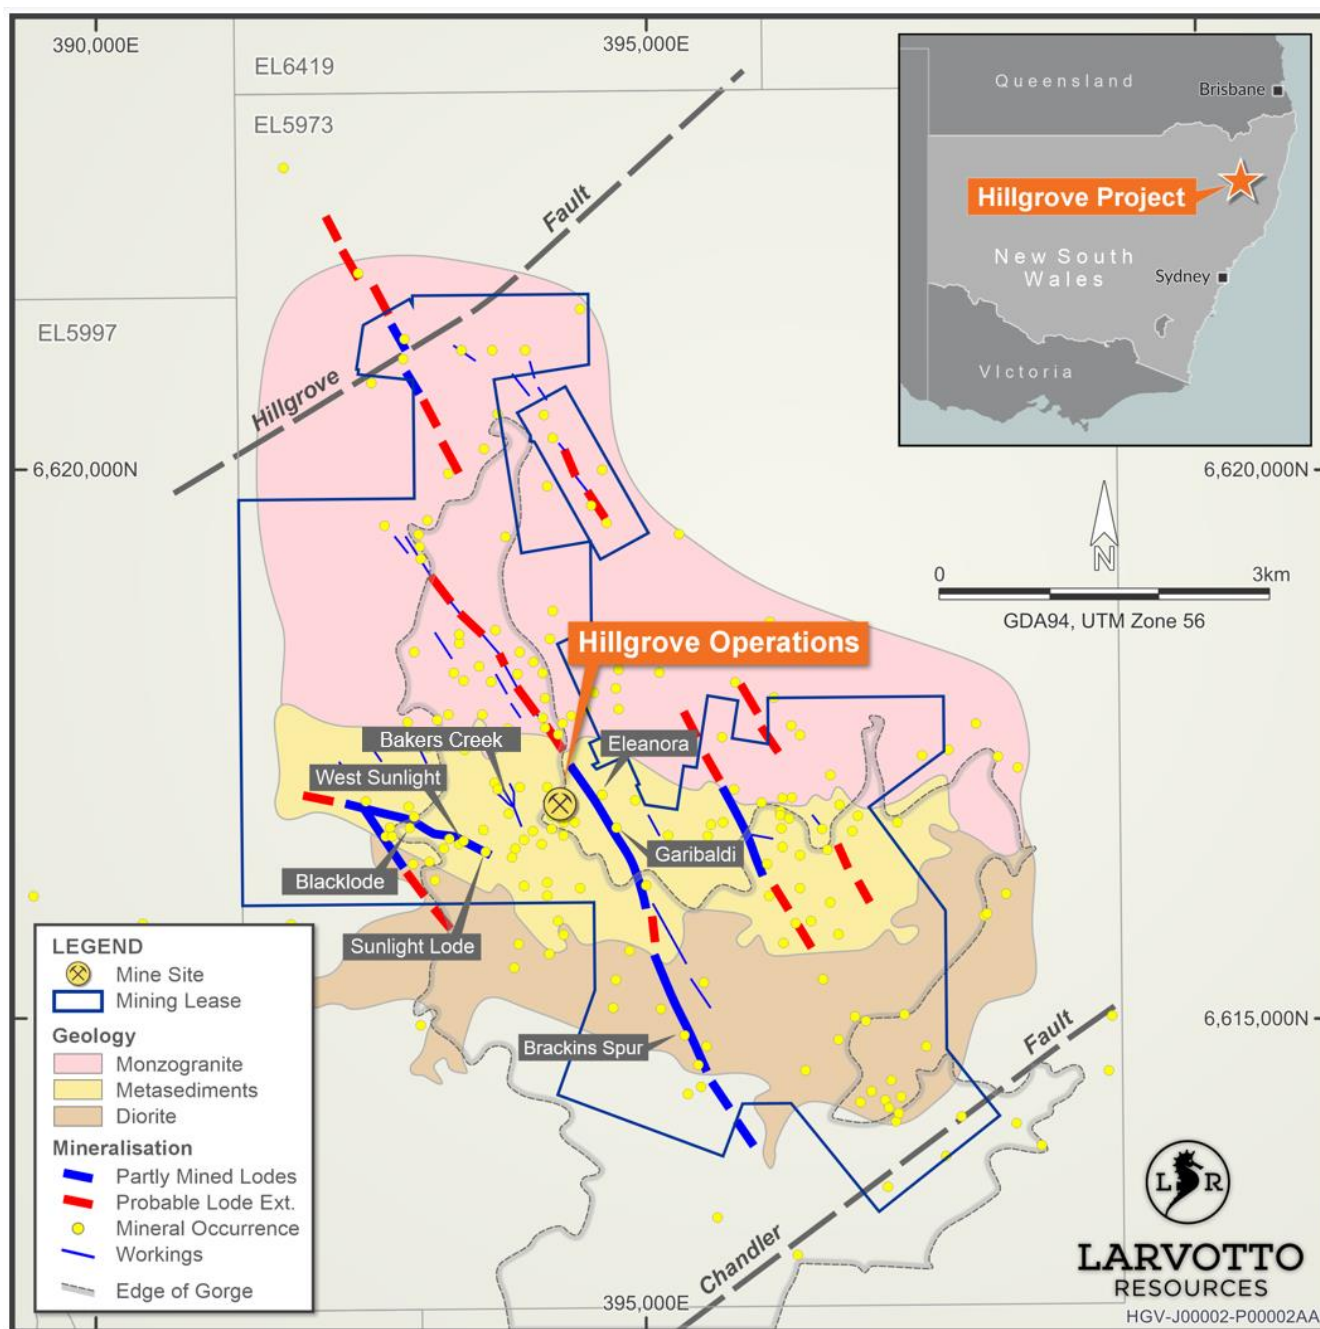 390,000E
395,000E
EL6419
EL5973
EL5997
Hillgrove
Fault
Queensland
Brisbane
Hillgrove Project
New South
Wales
Sydney
VIctoria
6,620,000N
6,620,000N
N
0
3km
GDA94, UTM Zone 56
Hillgrove Operations
Bakers Creek
Eleanora
West Sunlight
Garibaldi
Blacklode
Sunlight Lode
Brackins Spur
6,615,000N
Chandler
Fault
LEGEND
Mine Site
Mining Lease
Geology
Monzogranite
Metasediments
Diorite
Mineralisation
Partly Mined Lodes
Probable Lode Ext.
Mineral Occurrence
Workings
Edge of Gorge
395,000E
L R
LARVOTTO
RESOURCES
HGV-J00002-P00002AA